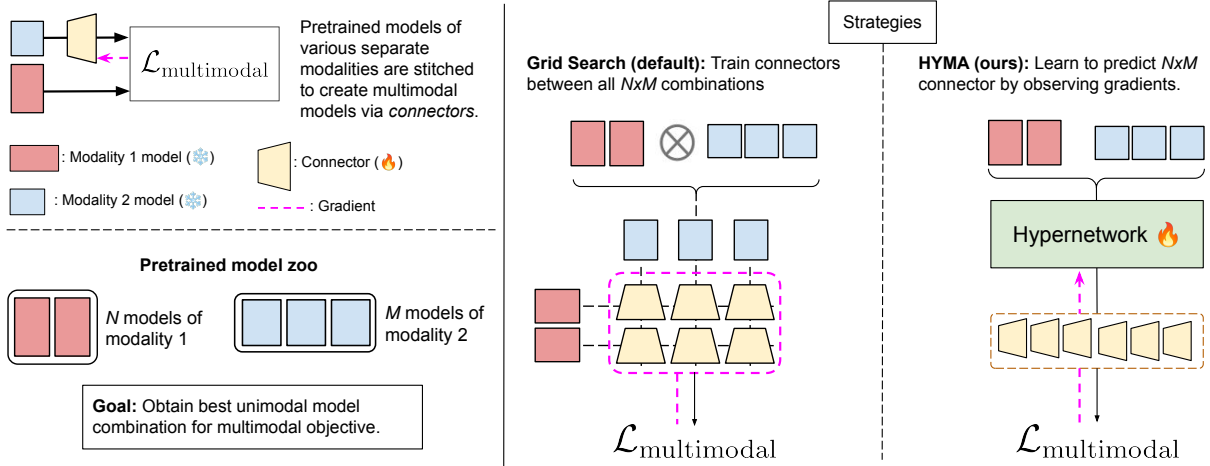 Pretrained models of
various separate
modalities are stitched
to create multimodal
models via connectors.
ℒ_multimodal
: Modality 1 model (❄️)
: Modality 2 model (❄️)
: Connector (🔥)
: Gradient
Pretrained model zoo
N models of
modality 1
M models of
modality 2
Goal: Obtain best unimodal model
combination for multimodal objective.
Strategies
Grid Search (default): Train connectors
between all NxM combinations
ℒ_multimodal
HYMA (ours): Learn to predict NxM
connector by observing gradients.
Hypernetwork 🔥
ℒ_multimodal